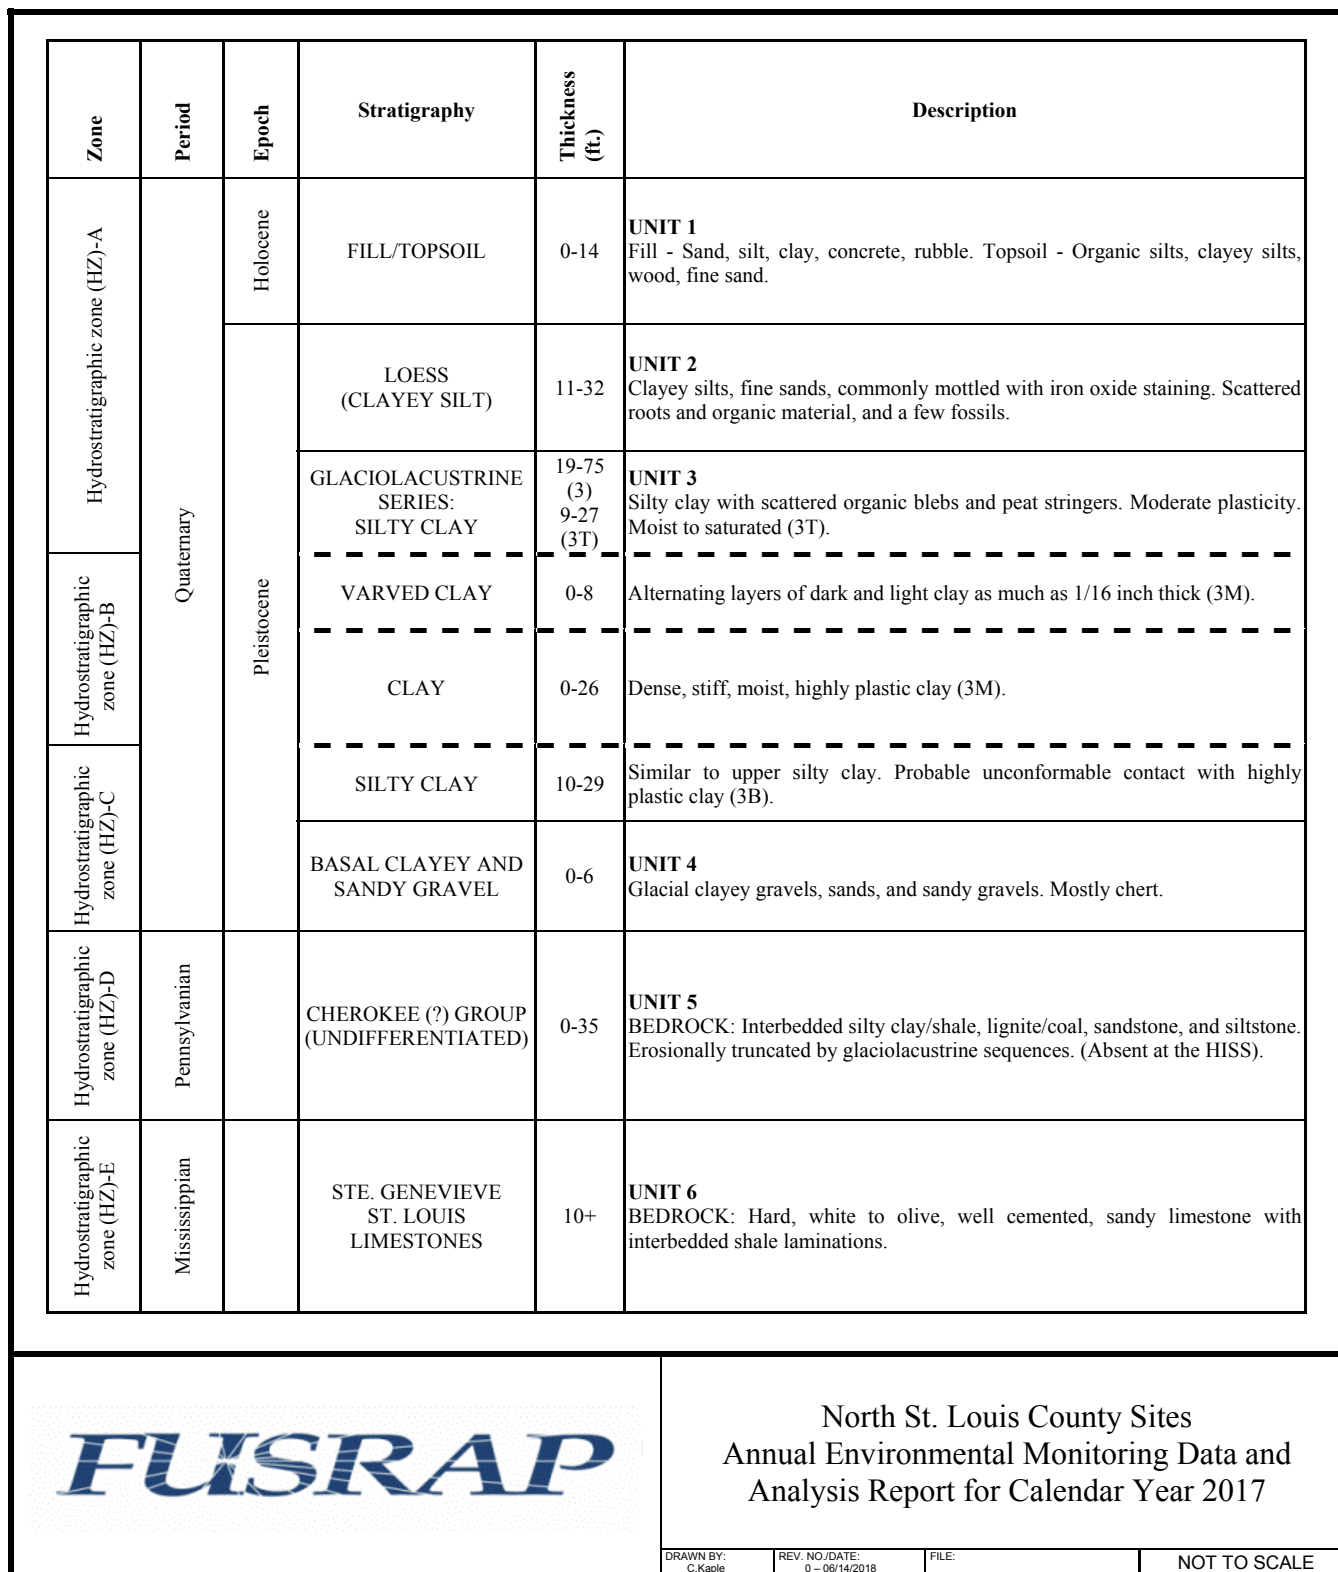 Zone
Period
Epoch
Stratigraphy
Thickness
(ft.)
Description
Hydrostratigraphic zone (HZ)-A
Quaternary
Holocene
FILL/TOPSOIL
0-14
UNIT 1
Fill - Sand, silt, clay, concrete, rubble. Topsoil - Organic silts, clayey silts,
wood, fine sand.
Pleistocene
LOESS
(CLAYEY SILT)
11-32
UNIT 2
Clayey silts, fine sands, commonly mottled with iron oxide staining. Scattered
roots and organic material, and a few fossils.
GLACIOLACUSTRINE
SERIES:
SILTY CLAY
19-75
(3)
9-27
(3T)
UNIT 3
Silty clay with scattered organic blebs and peat stringers. Moderate plasticity.
Moist to saturated (3T).
Hydrostratigraphic
zone (HZ)-B
VARVED CLAY
0-8
Alternating layers of dark and light clay as much as 1/16 inch thick (3M).
CLAY
0-26
Dense, stiff, moist, highly plastic clay (3M).
Hydrostratigraphic
zone (HZ)-C
SILTY CLAY
10-29
Similar to upper silty clay. Probable unconformable contact with highly
plastic clay (3B).
BASAL CLAYEY AND
SANDY GRAVEL
0-6
UNIT 4
Glacial clayey gravels, sands, and sandy gravels. Mostly chert.
Hydrostratigraphic
zone (HZ)-D
Pennsylvanian
CHEROKEE (?) GROUP
(UNDIFFERENTIATED)
0-35
UNIT 5
BEDROCK: Interbedded silty clay/shale, lignite/coal, sandstone, and siltstone.
Erosionally truncated by glaciolacustrine sequences. (Absent at the HISS).
Hydrostratigraphic
zone (HZ)-E
Mississippian
STE. GENEVIEVE
ST. LOUIS
LIMESTONES
10+
UNIT 6
BEDROCK: Hard, white to olive, well cemented, sandy limestone with
interbedded shale laminations.
FUSRAP
North St. Louis County Sites
Annual Environmental Monitoring Data and
Analysis Report for Calendar Year 2017
DRAWN BY:
C.Kaple
REV. NO./DATE:
0 – 06/14/2018
FILE:
NOT TO SCALE